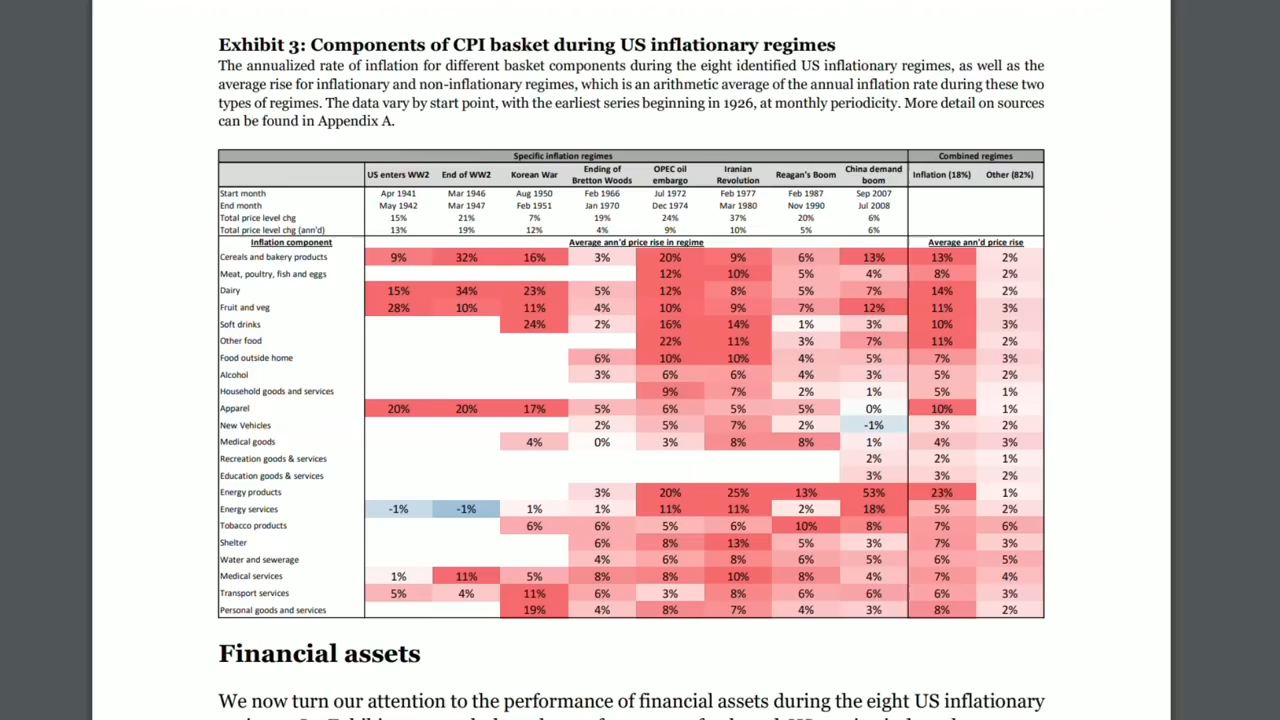 Exhibit 3: Components of CPI basket during US inflationary regimes
The annualized rate of inflation for different basket components during the eight identified US inflationary regimes, as well as the
average rise for inflationary and non-inflationary regimes, which is an arithmetic average of the annual inflation rate during these two
types of regimes. The data vary by start point, with the earliest series beginning in 1926, at monthly periodicity. More detail on sources
can be found in Appendix A.
Specific inflation regimes Combined regimes
US enters WW2 End of WW2 Korean War Ending of Bretton Woods OPEC oil embargo Iranian Revolution Reagan's Boom China demand boom Inflation (18%) Other (82%)
Start month Apr 1941 Mar 1946 Aug 1950 Feb 1966 Jul 1972 Feb 1977 Feb 1987 Sep 2007
End month May 1942 Mar 1947 Feb 1951 Jan 1970 Dec 1974 Mar 1980 Nov 1990 Jul 2008
Total price level chg 15% 21% 7% 19% 24% 37% 20% 6%
Total price level chg (ann'd) 13% 19% 12% 4% 9% 10% 5% 6%
Inflation component Average ann'd price rise in regime Average ann'd price rise
Cereals and bakery products 9% 32% 16% 3% 20% 9% 6% 13% 13% 2%
Meat, poultry, fish and eggs 12% 10% 5% 4% 8% 2%
Dairy 15% 34% 23% 5% 12% 8% 5% 7% 14% 2%
Fruit and veg 28% 10% 11% 4% 10% 9% 7% 12% 11% 3%
Soft drinks 24% 2% 16% 14% 1% 3% 10% 3%
Other food 22% 11% 3% 7% 11% 2%
Food outside home 6% 10% 10% 4% 5% 7% 3%
Alcohol 3% 6% 6% 4% 3% 5% 2%
Household goods and services 9% 7% 2% 1% 5% 1%
Apparel 20% 20% 17% 5% 6% 5% 5% 0% 10% 1%
New Vehicles 2% 5% 7% 2% -1% 3% 2%
Medical goods 4% 0% 3% 8% 8% 1% 4% 3%
Recreation goods & services 2% 2% 1%
Education goods & services 3% 3% 2%
Energy products 3% 20% 25% 13% 53% 23% 1%
Energy services -1% -1% 1% 1% 11% 11% 2% 18% 5% 2%
Tobacco products 6% 6% 5% 6% 10% 8% 7% 6%
Shelter 6% 8% 13% 5% 3% 7% 3%
Water and sewerage 4% 6% 8% 6% 5% 6% 5%
Medical services 1% 11% 5% 8% 8% 10% 8% 4% 7% 4%
Transport services 5% 4% 11% 6% 3% 8% 6% 6% 6% 3%
Personal goods and services 19% 4% 8% 7% 4% 3% 8% 2%
Financial assets
We now turn our attention to the performance of financial assets during the eight US inflationary